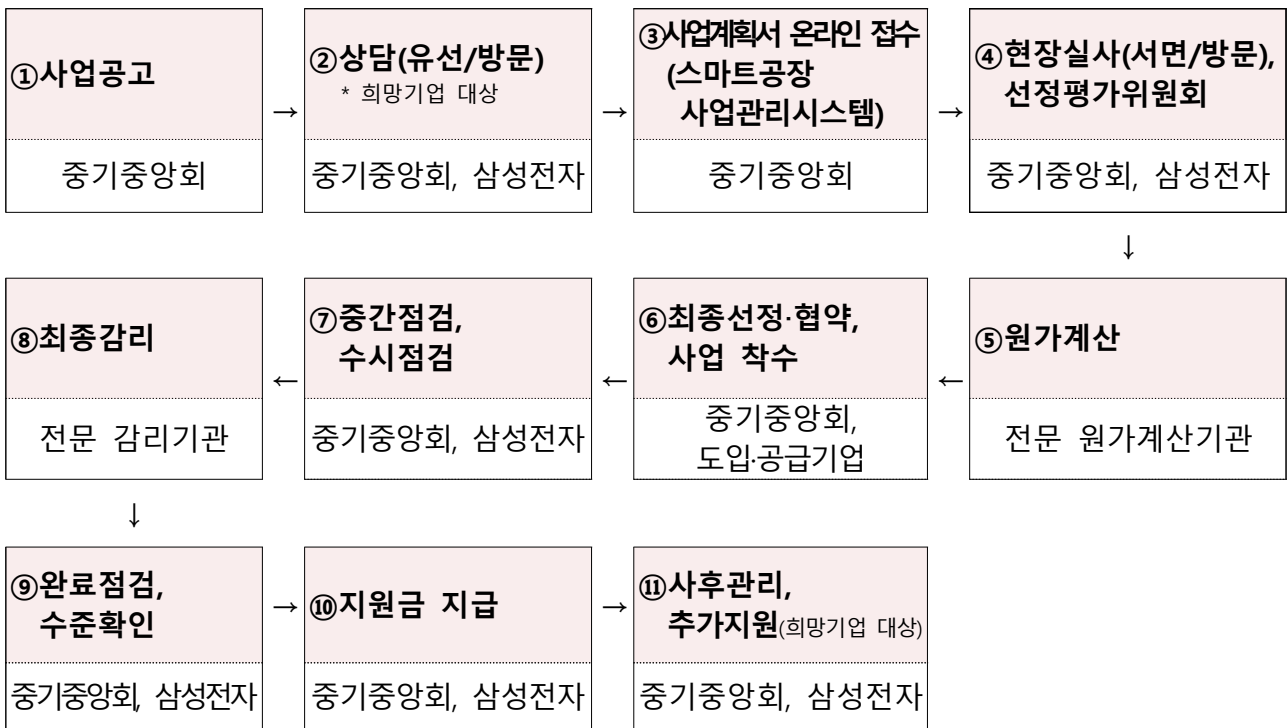 ①사업공고
중기중앙회
→
②상담(유선/방문)
* 희망기업 대상
중기중앙회, 삼성전자
→
③사업계획서 온라인 접수
(스마트공장
사업관리시스템)
중기중앙회
→
④현장실사(서면/방문),
선정평가위원회
중기중앙회, 삼성전자
↓
⑤원가계산
전문 원가계산기관
←
⑥최종선정·협약,
사업 착수
중기중앙회,
도입·공급기업
←
⑦중간점검,
수시점검
중기중앙회, 삼성전자
←
⑧최종감리
전문 감리기관
↓
⑨완료점검,
수준확인
중기중앙회, 삼성전자
→
⑩지원금 지급
중기중앙회, 삼성전자
→
⑪사후관리,
추가지원(희망기업 대상)
중기중앙회, 삼성전자